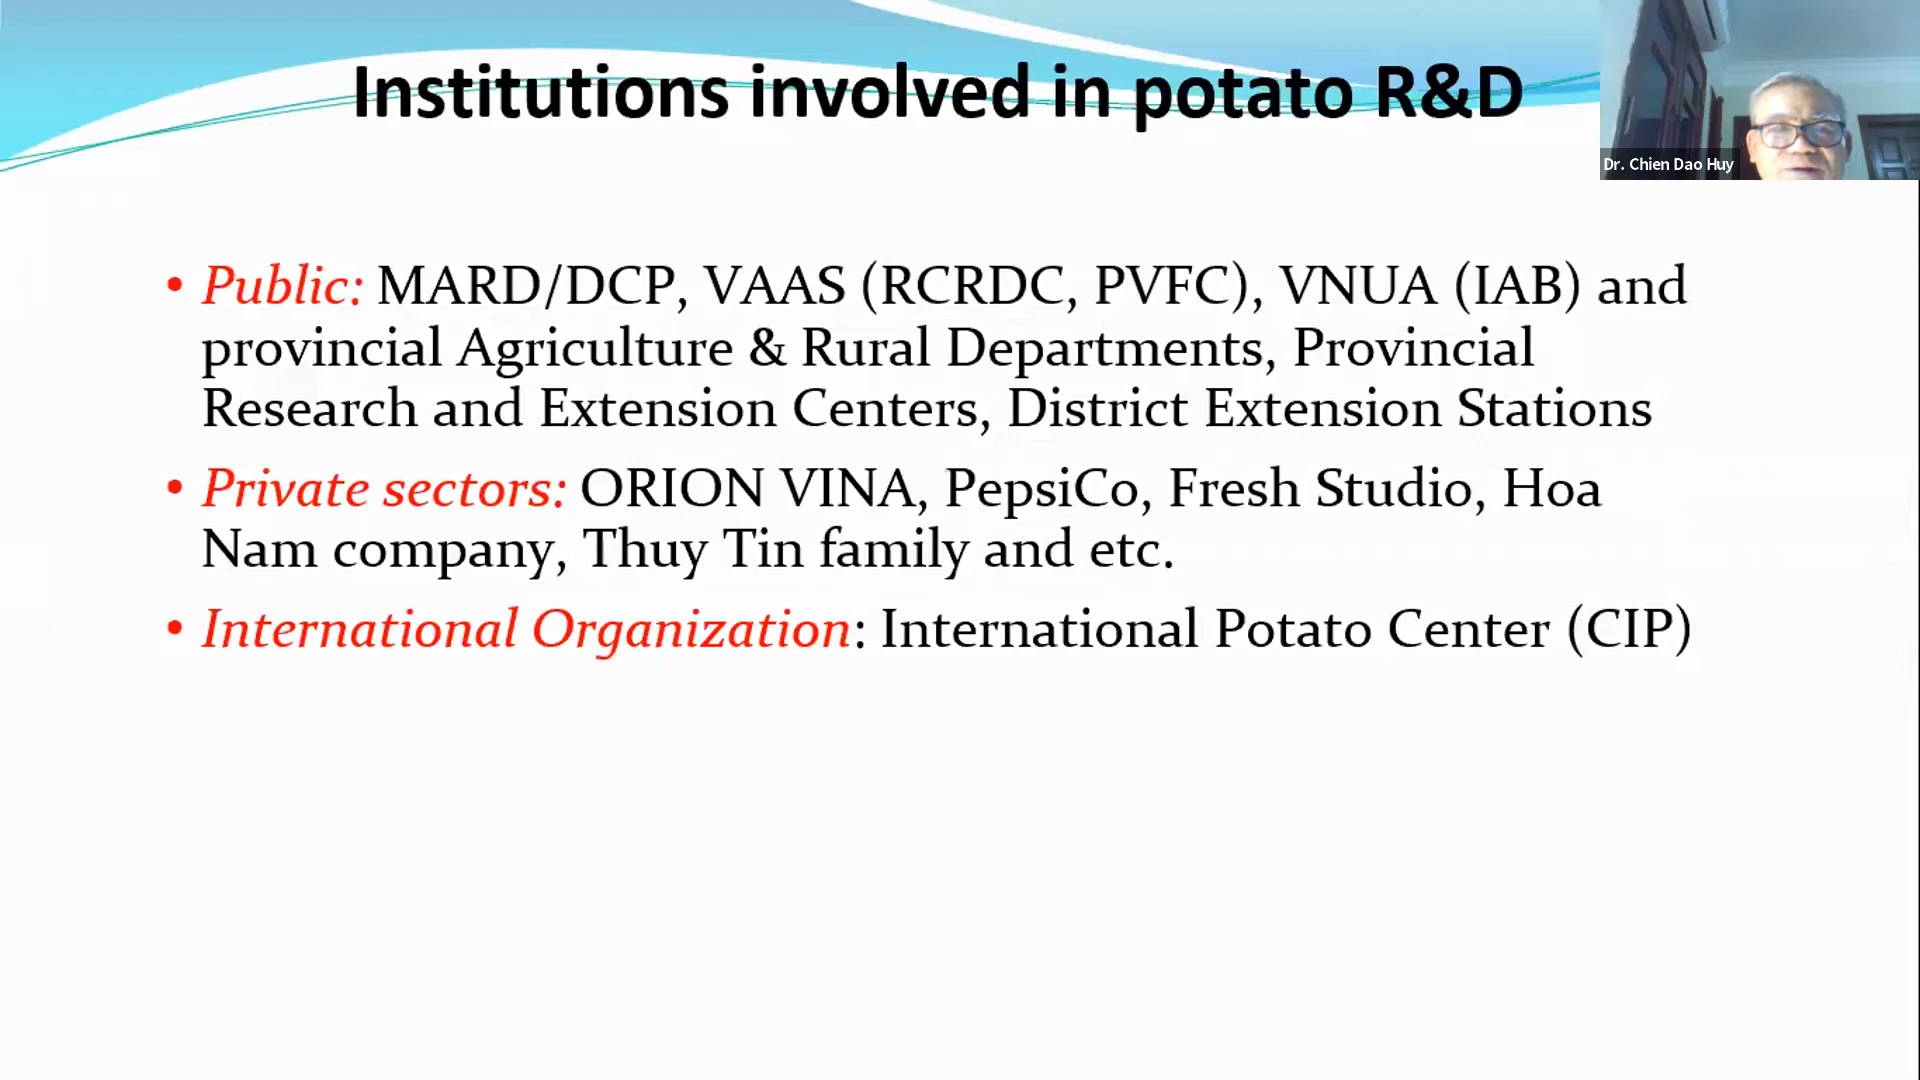 Institutions involved in potato R&D
Dr. Chien Dao Huy
• Public: MARD/DCP, VAAS (RCRDC, PVFC), VNUA (IAB) and
provincial Agriculture & Rural Departments, Provincial
Research and Extension Centers, District Extension Stations
• Private sectors: ORION VINA, PepsiCo, Fresh Studio, Hoa
Nam company, Thuy Tin family and etc.
• International Organization: International Potato Center (CIP)